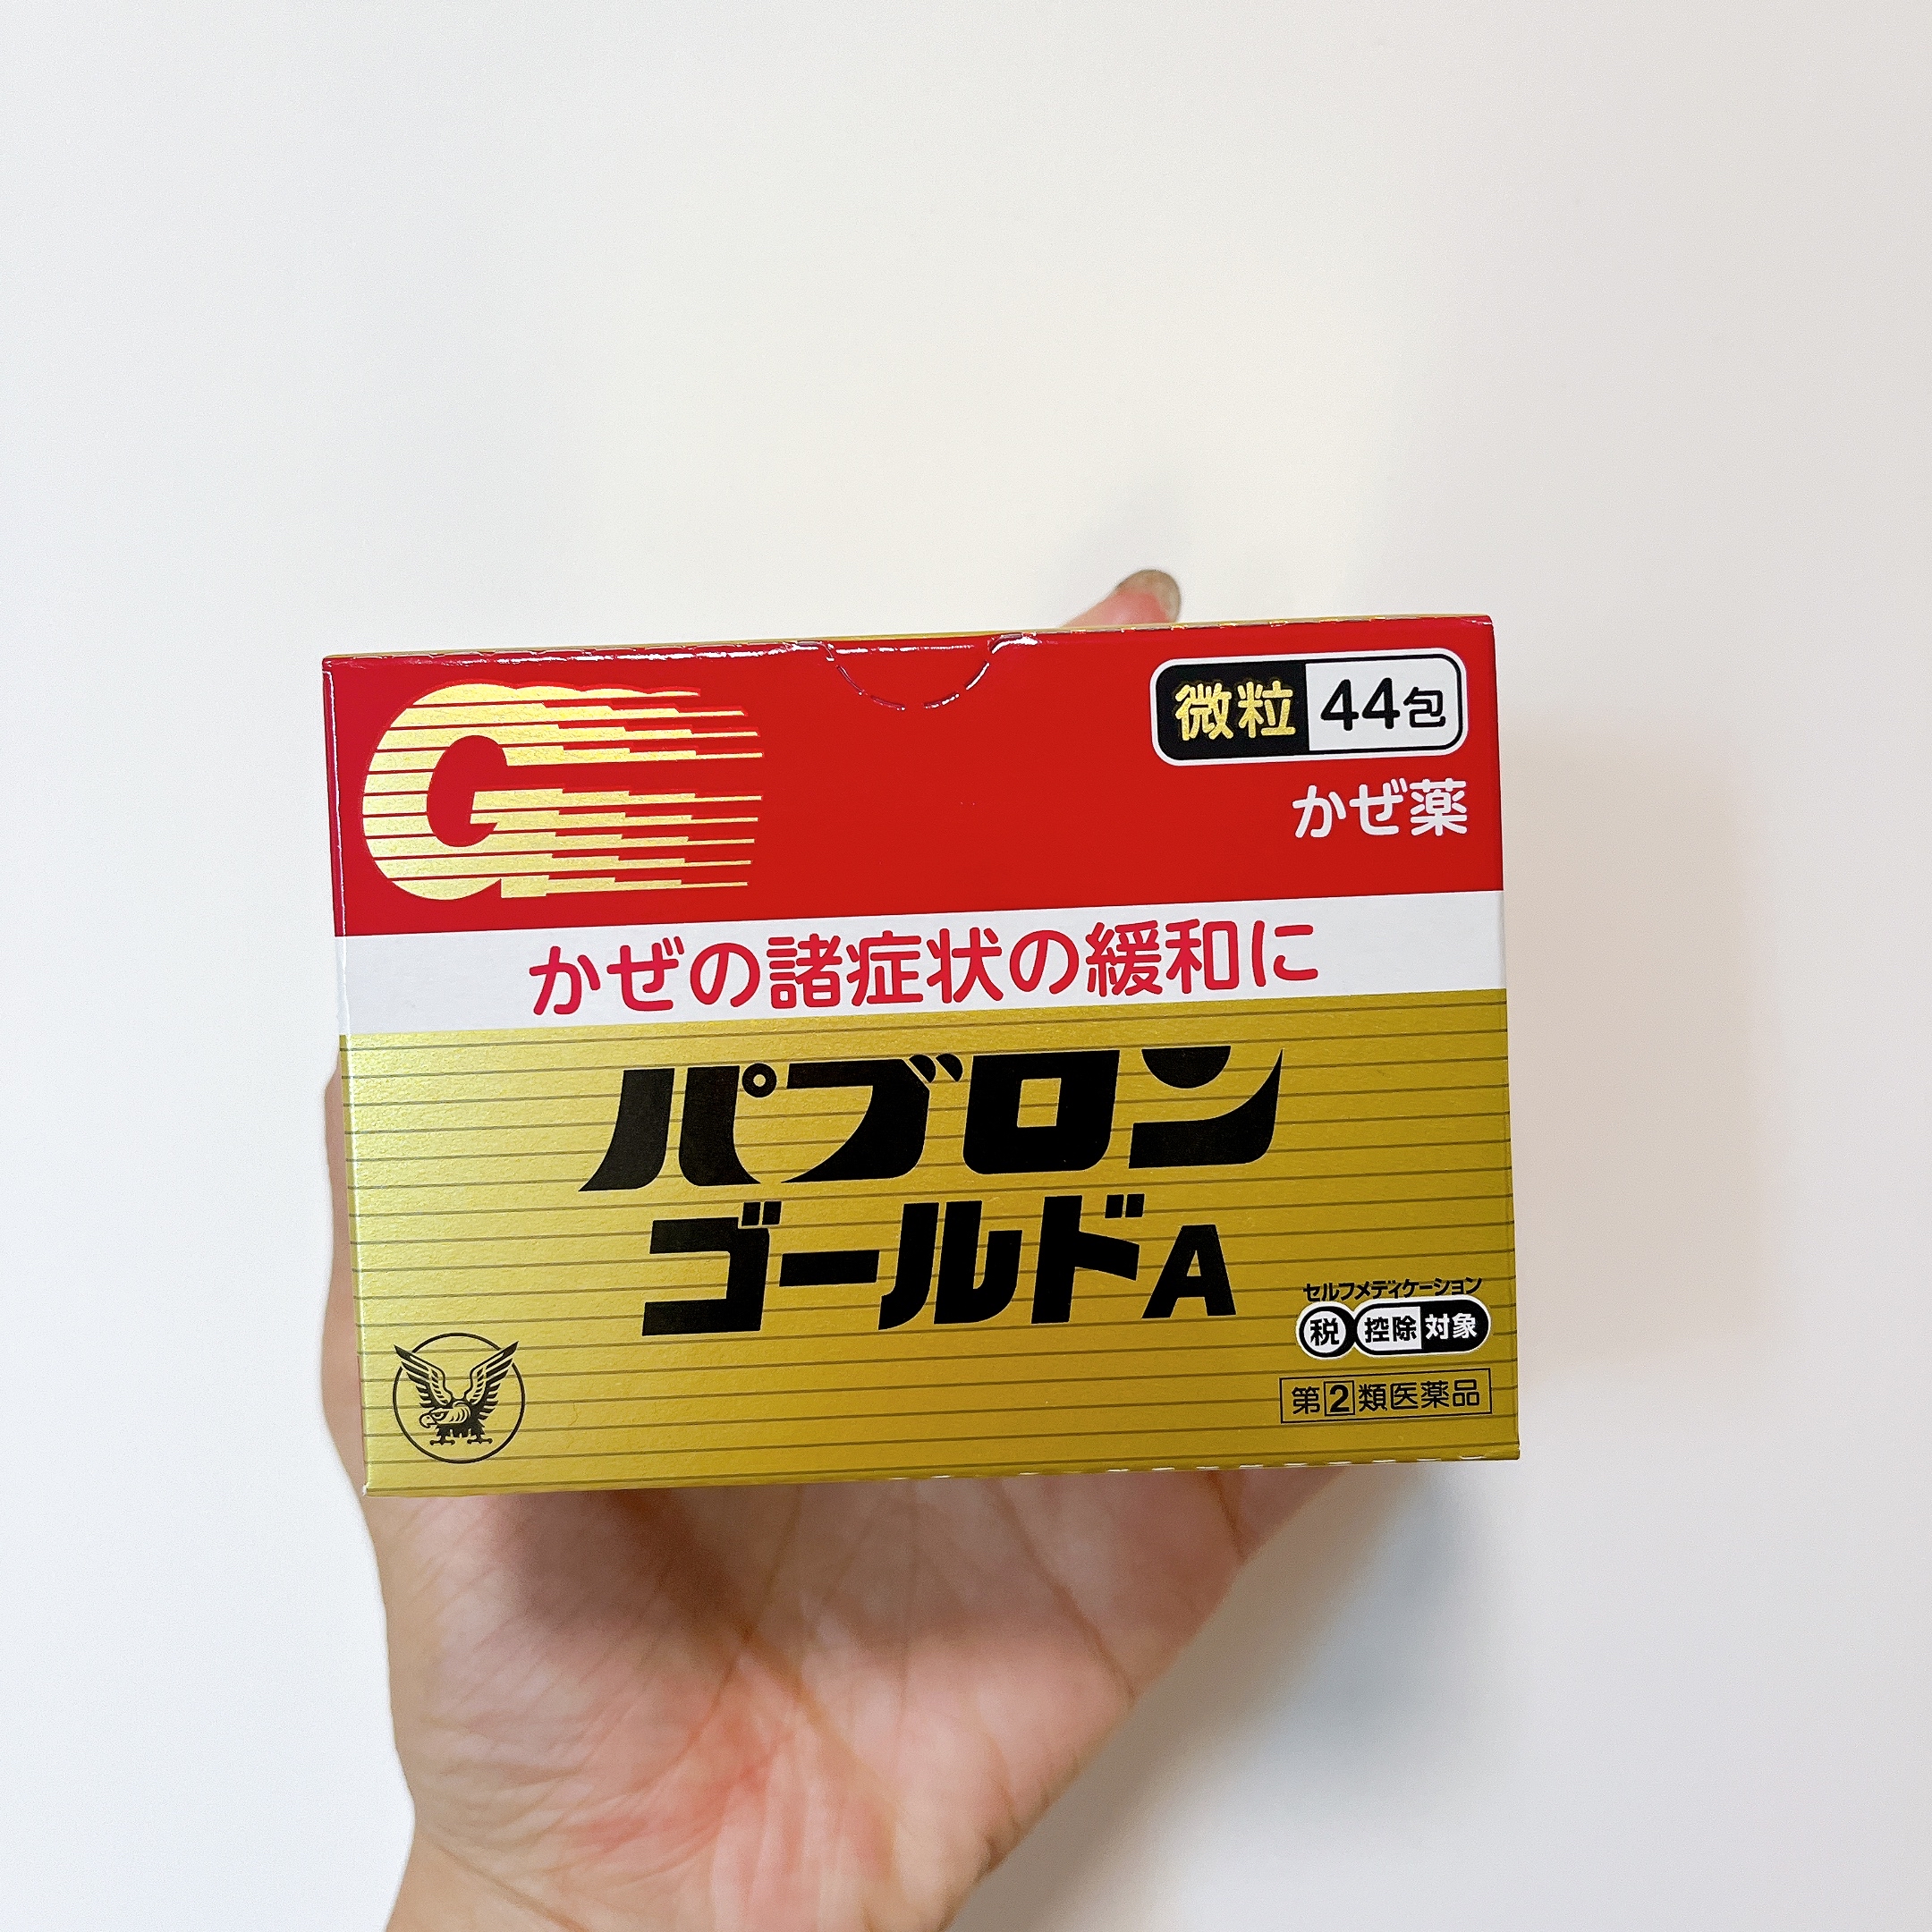 G
微粒 44包
かぜ薬
かぜの諸症状の緩和に
パブロン
ゴールドA
セルフメディケーション
税 控除 対象
第2類医薬品